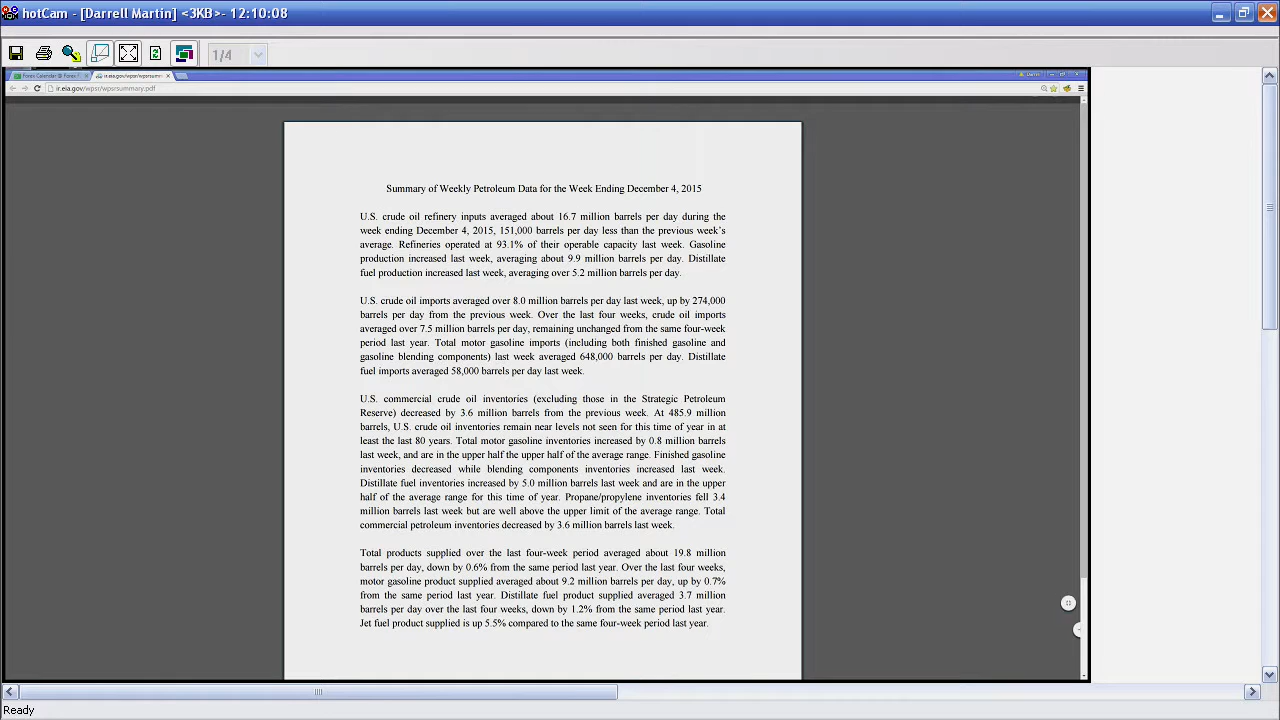 hotCam - [Darrell Martin] <3KB>- 12:10:08
1/4
Forex Calendar @ Forex F
ir.eia.gov/wpsr/wpsrsumm
ir.eia.gov/wpsr/wpsrsummary.pdf
Summary of Weekly Petroleum Data for the Week Ending December 4, 2015
U.S. crude oil refinery inputs averaged about 16.7 million barrels per day during the
week ending December 4, 2015, 151,000 barrels per day less than the previous week’s
average. Refineries operated at 93.1% of their operable capacity last week. Gasoline
production increased last week, averaging about 9.9 million barrels per day. Distillate
fuel production increased last week, averaging over 5.2 million barrels per day.
U.S. crude oil imports averaged over 8.0 million barrels per day last week, up by 274,000
barrels per day from the previous week. Over the last four weeks, crude oil imports
averaged over 7.5 million barrels per day, remaining unchanged from the same four-week
period last year. Total motor gasoline imports (including both finished gasoline and
gasoline blending components) last week averaged 648,000 barrels per day. Distillate
fuel imports averaged 58,000 barrels per day last week.
U.S. commercial crude oil inventories (excluding those in the Strategic Petroleum
Reserve) decreased by 3.6 million barrels from the previous week. At 485.9 million
barrels, U.S. crude oil inventories remain near levels not seen for this time of year in at
least the last 80 years. Total motor gasoline inventories increased by 0.8 million barrels
last week, and are in the upper half the upper half of the average range. Finished gasoline
inventories decreased while blending components inventories increased last week.
Distillate fuel inventories increased by 5.0 million barrels last week and are in the upper
half of the average range for this time of year. Propane/propylene inventories fell 3.4
million barrels last week but are well above the upper limit of the average range. Total
commercial petroleum inventories decreased by 3.6 million barrels last week.
Total products supplied over the last four-week period averaged about 19.8 million
barrels per day, down by 0.6% from the same period last year. Over the last four weeks,
motor gasoline product supplied averaged about 9.2 million barrels per day, up by 0.7%
from the same period last year. Distillate fuel product supplied averaged 3.7 million
barrels per day over the last four weeks, down by 1.2% from the same period last year.
Jet fuel product supplied is up 5.5% compared to the same four-week period last year.
Ready